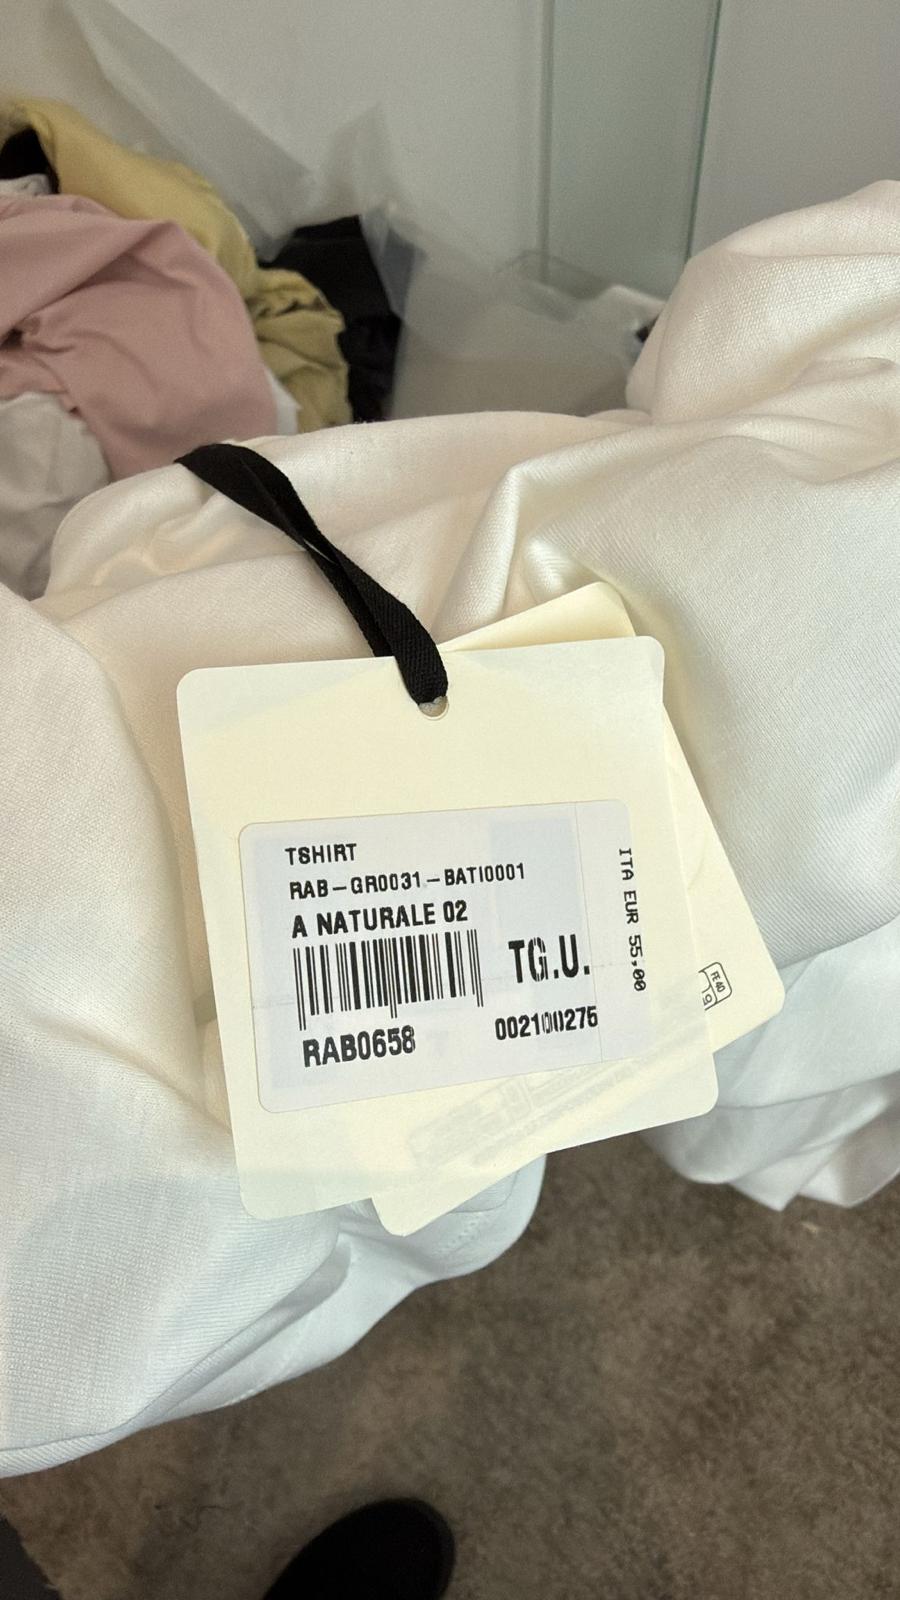 TSHIRT
RAB-GR0031-BATI0001
A NATURALE 02
TG.U.
RAB0658
002100275
ITA EUR 55,00